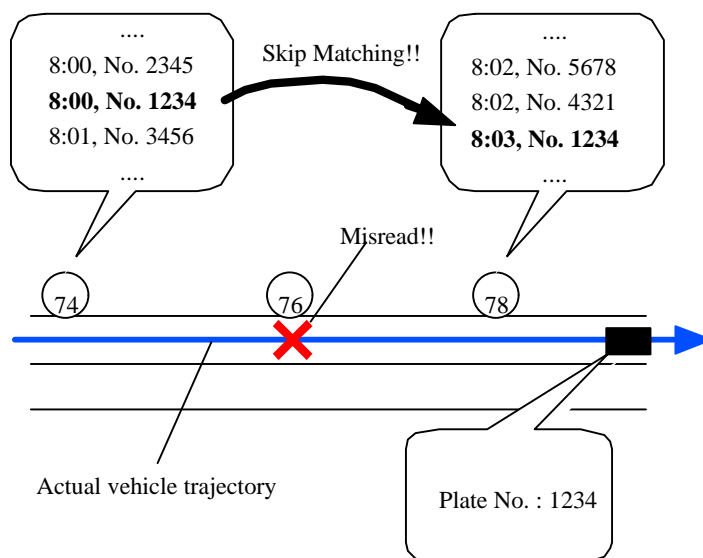 ....
8:00, No. 2345
8:00, No. 1234
8:01, No. 3456
....
Skip Matching!!
....
8:02, No. 5678
8:02, No. 4321
8:03, No. 1234
....
Misread!!
74
76
78
Actual vehicle trajectory
Plate No. : 1234